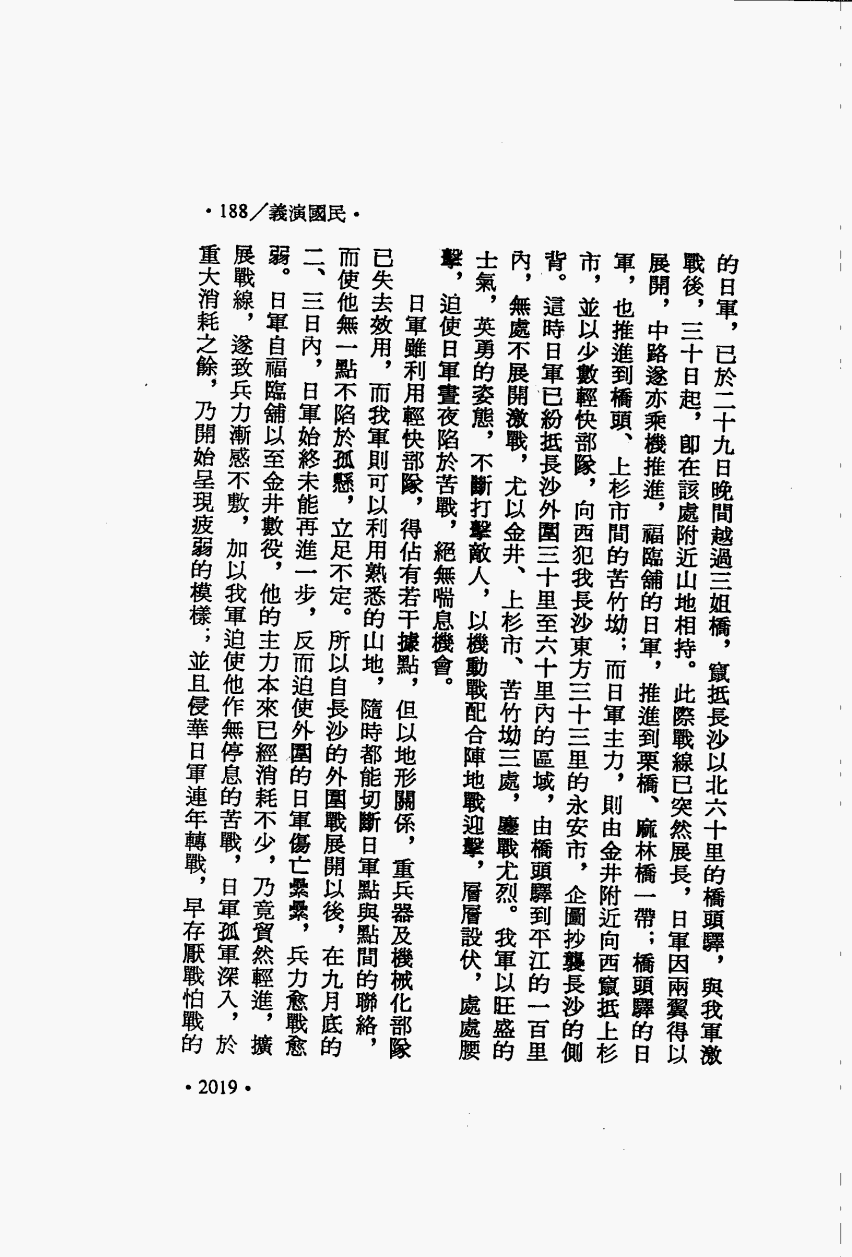 •188／義演國民•
的日軍，已於二十九日晚間越過三姐橋，竄抵長沙以北六十里的橋頭驛，與我軍激
戰後，三十日起，卽在該處附近山地相持。此際戰線已突然展長，日軍因兩翼得以
展開，中路遂亦乘機推進，福臨舖的日軍，推進到栗橋、麻林橋一帶；橋頭驛的日
軍，也推進到橋頭、上杉市間的苦竹坳；而日軍主力，則由金井附近向西竄抵上杉
市，並以少數輕快部隊，向西犯我長沙東方三十三里的永安市，企圖抄襲長沙的側
背。這時日軍已紛抵長沙外圍三十里至六十里內的區域，由橋頭驛到平江的一百里
內，無處不展開激戰，尤以金井、上杉市、苦竹坳三處，鏖戰尤烈。我軍以旺盛的
士氣，英勇的姿態，不斷打擊敵人，以機動戰配合陣地戰迎擊，層層設伏，處處腰
擊，迫使日軍晝夜陷於苦戰，絕無喘息機會。
日軍雖利用輕快部隊，得佔有若干據點，但以地形關係，重兵器及機械化部隊
已失去效用，而我軍則可以利用熟悉的山地，隨時都能切斷日軍點與點間的聯絡，
而使他無一點不陷於孤懸，立足不定。所以自長沙的外圍戰展開以後，在九月底的
二、三日內，日軍始終未能再進一步，反而迫使外圍的日軍傷亡纍纍，兵力愈戰愈
弱。日軍自福臨舖以至金井數役，他的主力本來已經消耗不少，乃竟貿然輕進，擴
展戰線，遂致兵力漸感不敷，加以我軍迫使他作無停息的苦戰，日軍孤軍深入，於
重大消耗之餘，乃開始呈現疲弱的模樣；並且侵華日軍連年轉戰，早存厭戰怕戰的
•2019•